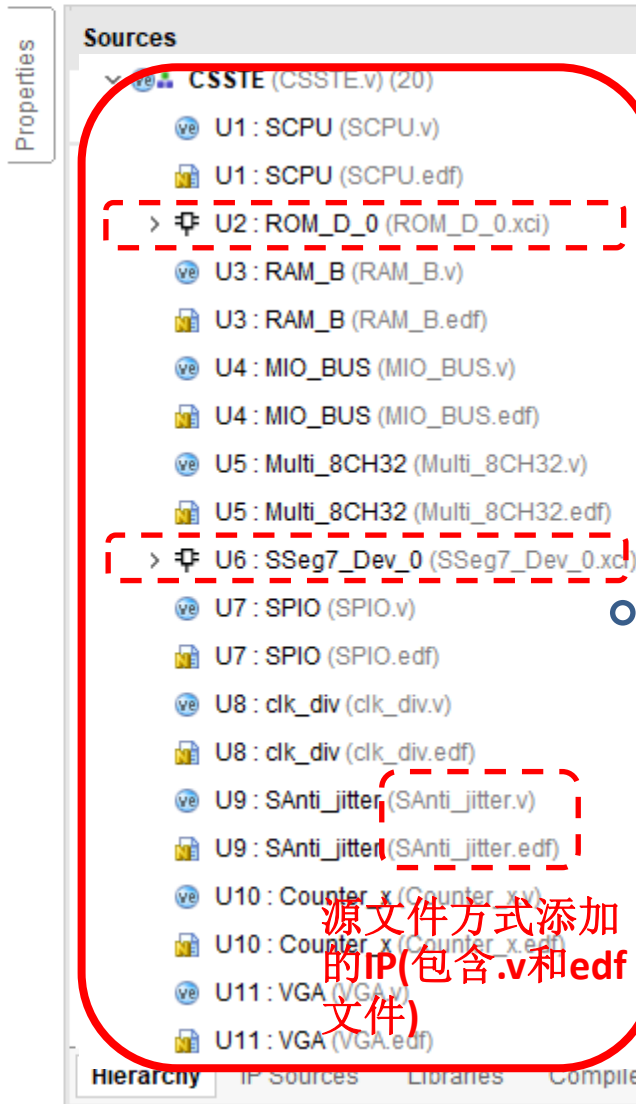 Properties
Sources
CSSTE (CSSTE.v) (20)
U1 : SCPU (SCPU.v)
U1 : SCPU (SCPU.edf)
U2 : ROM_D_0 (ROM_D_0.xci)
U3 : RAM_B (RAM_B.v)
U3 : RAM_B (RAM_B.edf)
U4 : MIO_BUS (MIO_BUS.v)
U4 : MIO_BUS (MIO_BUS.edf)
U5 : Multi_8CH32 (Multi_8CH32.v)
U5 : Multi_8CH32 (Multi_8CH32.edf)
U6 : SSeg7_Dev_0 (SSeg7_Dev_0.xci)
U7 : SPIO (SPIO.v)
U7 : SPIO (SPIO.edf)
U8 : clk_div (clk_div.v)
U8 : clk_div (clk_div.edf)
U9 : SAnti_jitter (SAnti_jitter.v)
U9 : SAnti_jitter (SAnti_jitter.edf)
U10 : Counter_x (Counter_x.v)
U10 : Counter_x (Counter_x.edf)
U11 : VGA (VGA.v)
U11 : VGA (VGA.edf)
源文件方式添加
的IP(包含.v和edf
文件)
Hierarchy IP Sources Libraries Compile